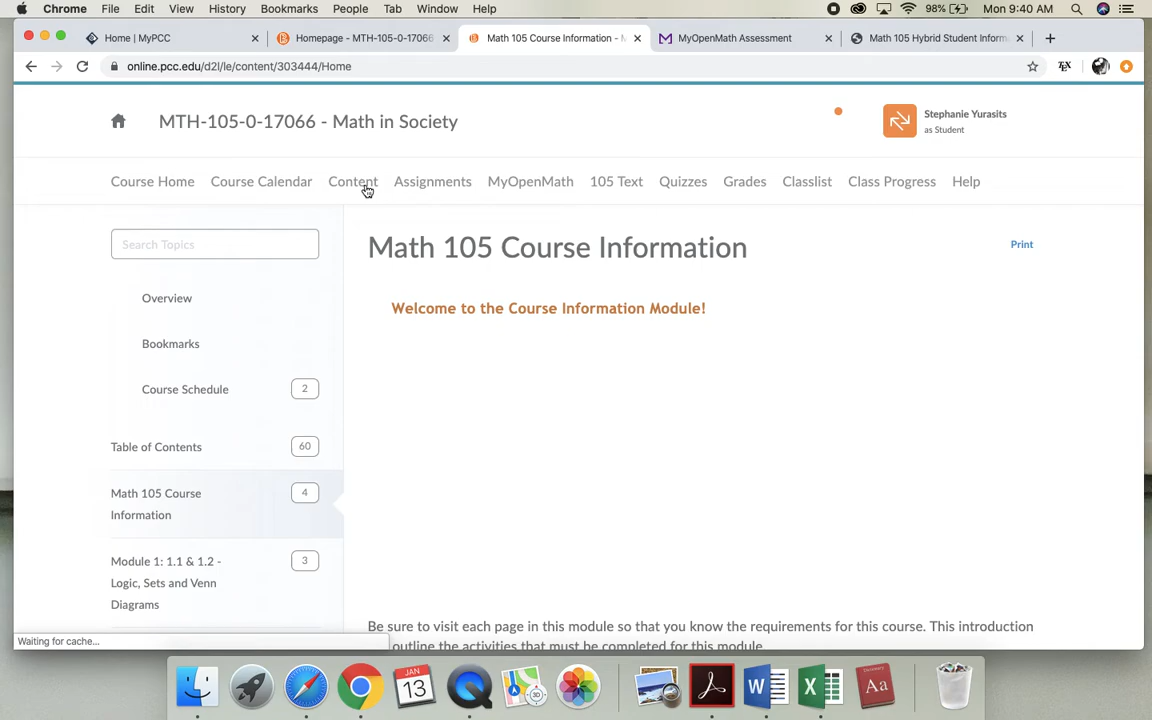 Chrome File Edit View History Bookmarks People Tab Window Help 98% Mon 9:40 AM
Home | MyPCC Homepage - MTH-105-0-17066 Math 105 Course Information - MyOpenMath Assessment Math 105 Hybrid Student Inform
online.pcc.edu/d2l/le/content/303444/Home
MTH-105-0-17066 - Math in Society
Stephanie Yurasits
as Student
Course Home Course Calendar Content Assignments MyOpenMath 105 Text Quizzes Grades Classlist Class Progress Help
Search Topics
Math 105 Course Information
Print
Overview
Welcome to the Course Information Module!
Bookmarks
Course Schedule 2
Table of Contents 60
Math 105 Course 4
Information
Module 1: 1.1 & 1.2 - 3
Logic, Sets and Venn
Diagrams
Be sure to visit each page in this module so that you know the requirements for this course. This introduction
Waiting for cache...
outline the activities that must be completed for this module
JAN
13
3D
W
X
Aa